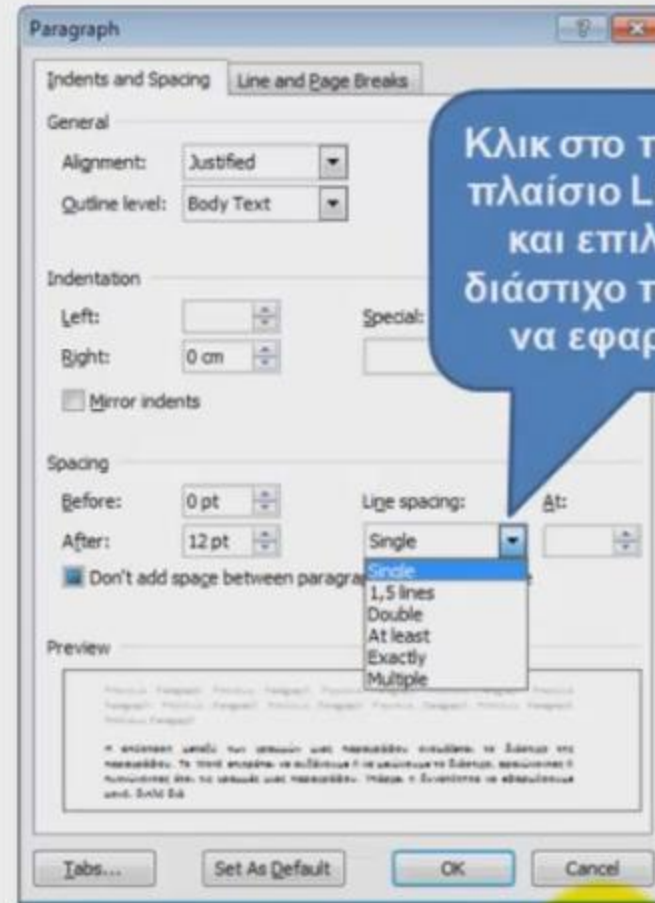 Paragraph
Indents and Spacing
Line and Page Breaks
General
Alignment: Justified
Outline level: Body Text
Κλικ στο
πλαίσιο
και
διάστιχο
να
Indentation
Left:
Special:
Right: 0 cm
Mirror indents
Spacing
Before: 0 pt
Line spacing:
At:
After: 12 pt
Single
Don't add space between
Single
1,5 lines
Double
At least
Exactly
Multiple
Preview
Tabs...
Set As Default
OK
Cancel